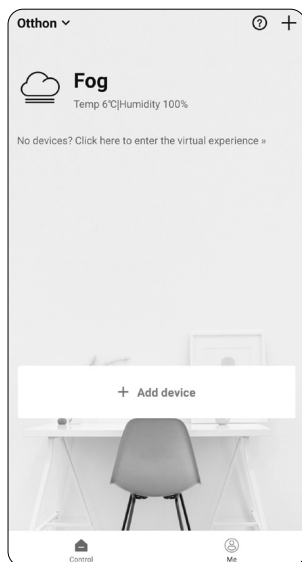 Otthon
Fog
Temp 6℃|Humidity 100%
No devices? Click here to enter the virtual experience »
+ Add device
Control
Me